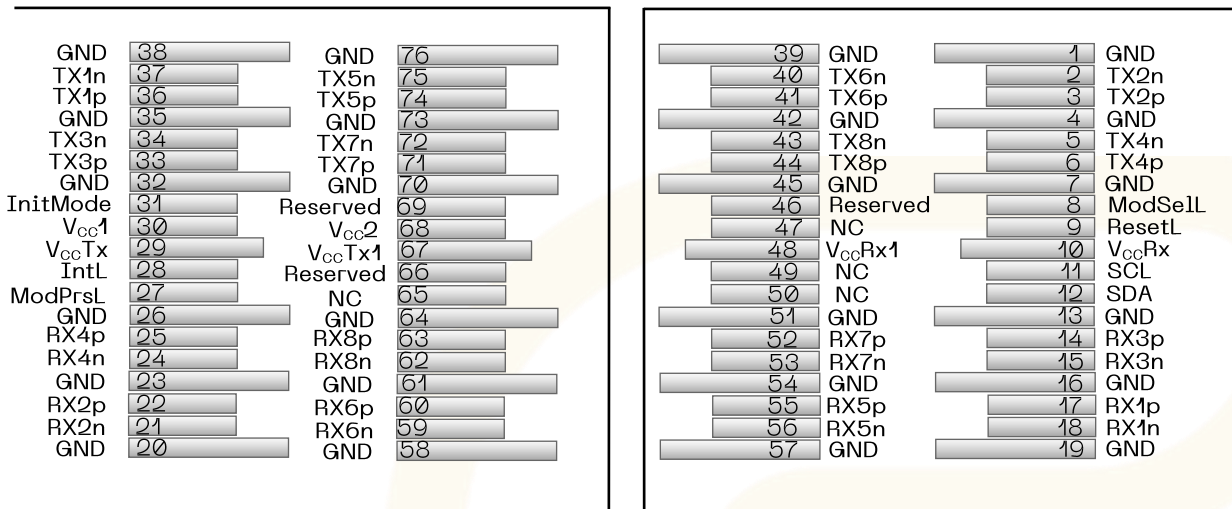 GND 38 GND 76 39 GND 1 GND
TX1n 37 TX5n 75 40 TX6n 2 TX2n
TX1p 36 TX5p 74 41 TX6p 3 TX2p
GND 35 GND 73 42 GND 4 GND
TX3n 34 TX7n 72 43 TX8n 5 TX4n
TX3p 33 TX7p 71 44 TX8p 6 TX4p
GND 32 GND 70 45 GND 7 GND
InitMode 31 Reserved 69 46 Reserved 8 ModSelL
VCC1 30 VCC2 68 47 NC 9 ResetL
VCCTx 29 VCCTx1 67 48 VCCRx1 10 VCCRx
IntL 28 Reserved 66 49 NC 11 SCL
ModPrsL 27 NC 65 50 NC 12 SDA
GND 26 GND 64 51 GND 13 GND
RX4p 25 RX8p 63 52 RX7p 14 RX3p
RX4n 24 RX8n 62 53 RX7n 15 RX3n
GND 23 GND 61 54 GND 16 GND
RX2p 22 RX6p 60 55 RX5p 17 RX1p
RX2n 21 RX6n 59 56 RX5n 18 RX1n
GND 20 GND 58 57 GND 19 GND